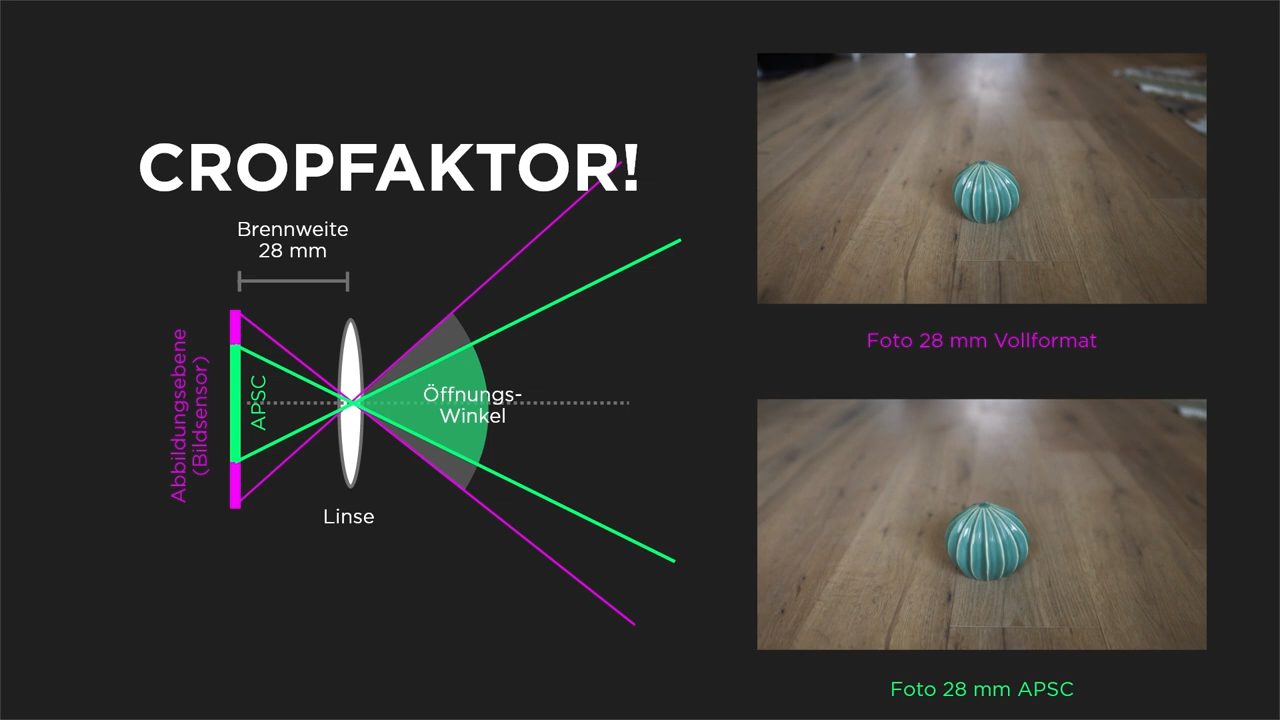 CROPFAKTOR!
Brennweite
28 mm
Abbildungsebene
(Bildsensor)
APSC
Öffnungs-
Winkel
Linse
Foto 28 mm Vollformat
Foto 28 mm APSC